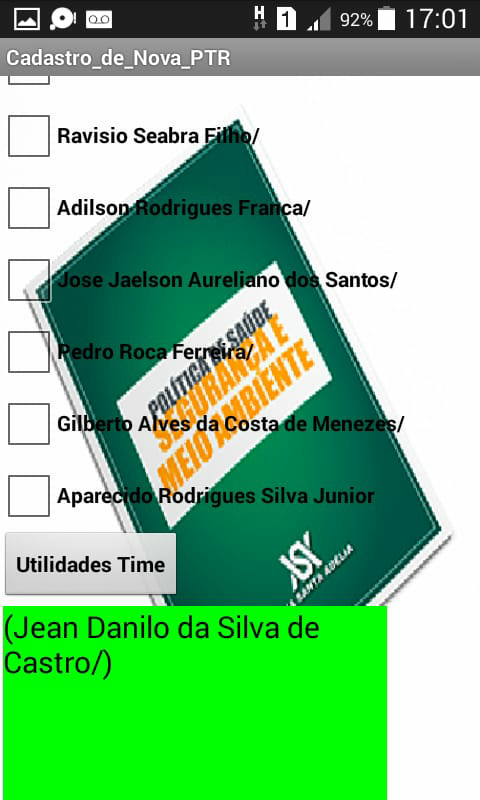 H 1 92% 17:01
Cadastro_de_Nova_PTR
Ravisio Seabra Filho/
Adilson Rodrigues Franca/
Jose Jaelson Aureliano dos Santos/
Pedro Roca Ferreira/
Gilberto Alves da Costa de Menezes/
Aparecido Rodrigues Silva Junior
POLÍTICA DE SAÚDE
SEGURANÇA E
MEIO AMBIENTE
SANTA ADÉLIA
Utilidades Time
(Jean Danilo da Silva de
Castro/)